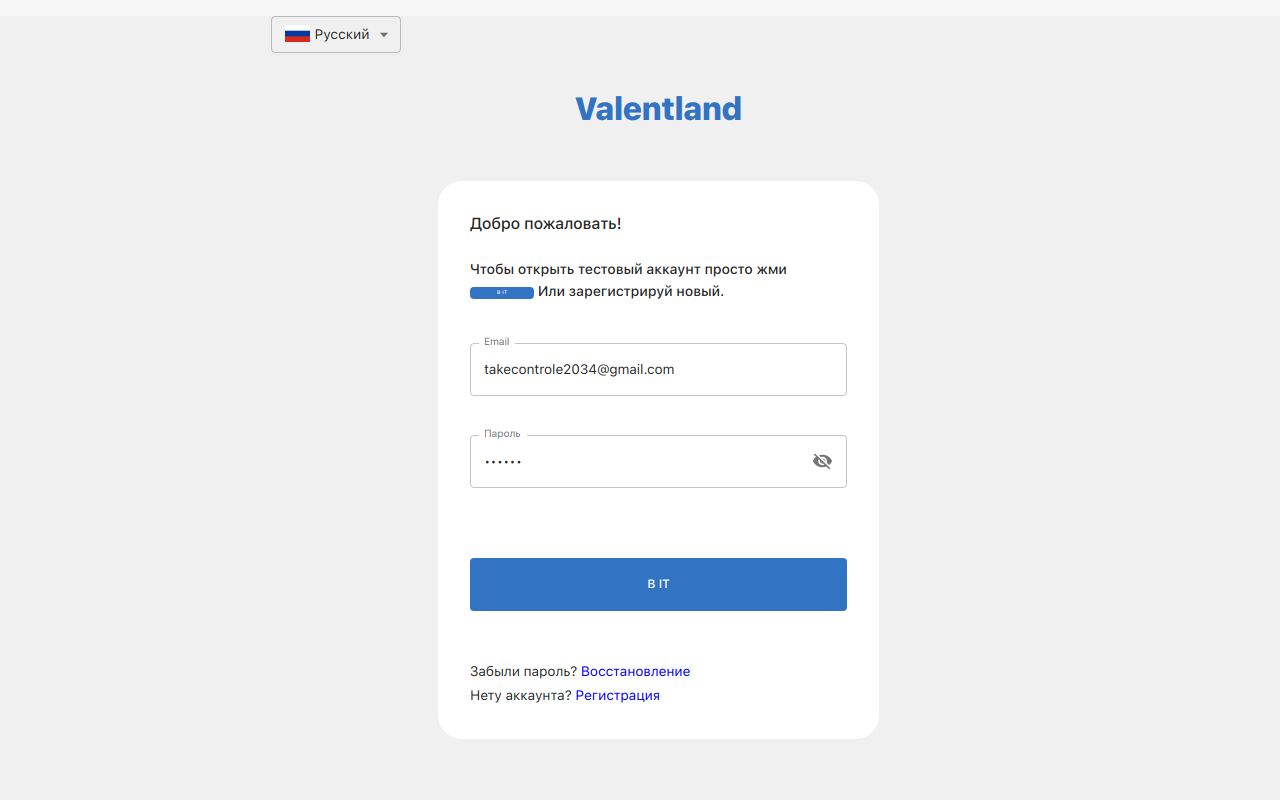 Русский
Valentland
Добро пожаловать!
Чтобы открыть тестовый аккаунт просто жми
В IT Или зарегистрируй новый.
Email
takecontrole2034@gmail.com
Пароль
••••••
В IT
Забыли пароль? Восстановление
Нету аккаунта? Регистрация